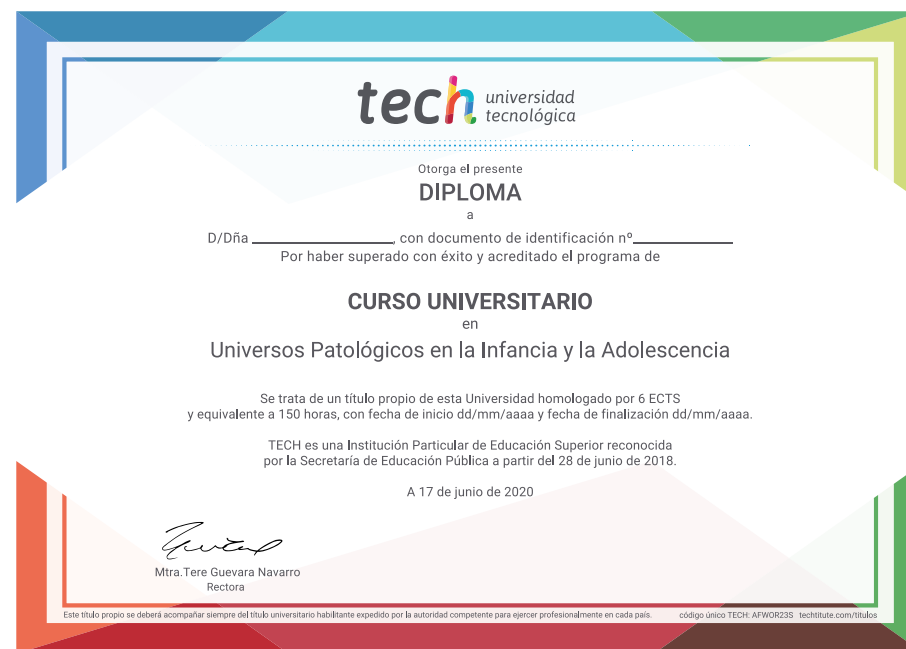 tech universidad
tecnológica
Otorga el presente
DIPLOMA
a
D/Dña ____________________, con documento de identificación nº______________
Por haber superado con éxito y acreditado el programa de
CURSO UNIVERSITARIO
en
Universos Patológicos en la Infancia y la Adolescencia
Se trata de un título propio de esta Universidad homologado por 6 ECTS
y equivalente a 150 horas, con fecha de inicio dd/mm/aaaa y fecha de finalización dd/mm/aaaa.
TECH es una Institución Particular de Educación Superior reconocida
por la Secretaría de Educación Pública a partir del 28 de junio de 2018.
A 17 de junio de 2020
Mtra.Tere Guevara Navarro
Rectora
Este título propio se deberá acompañar siempre del título universitario habilitante expedido por la autoridad competente para ejercer profesionalmente en cada país. código único TECH: AFWOR23S techtitute.com/titulos